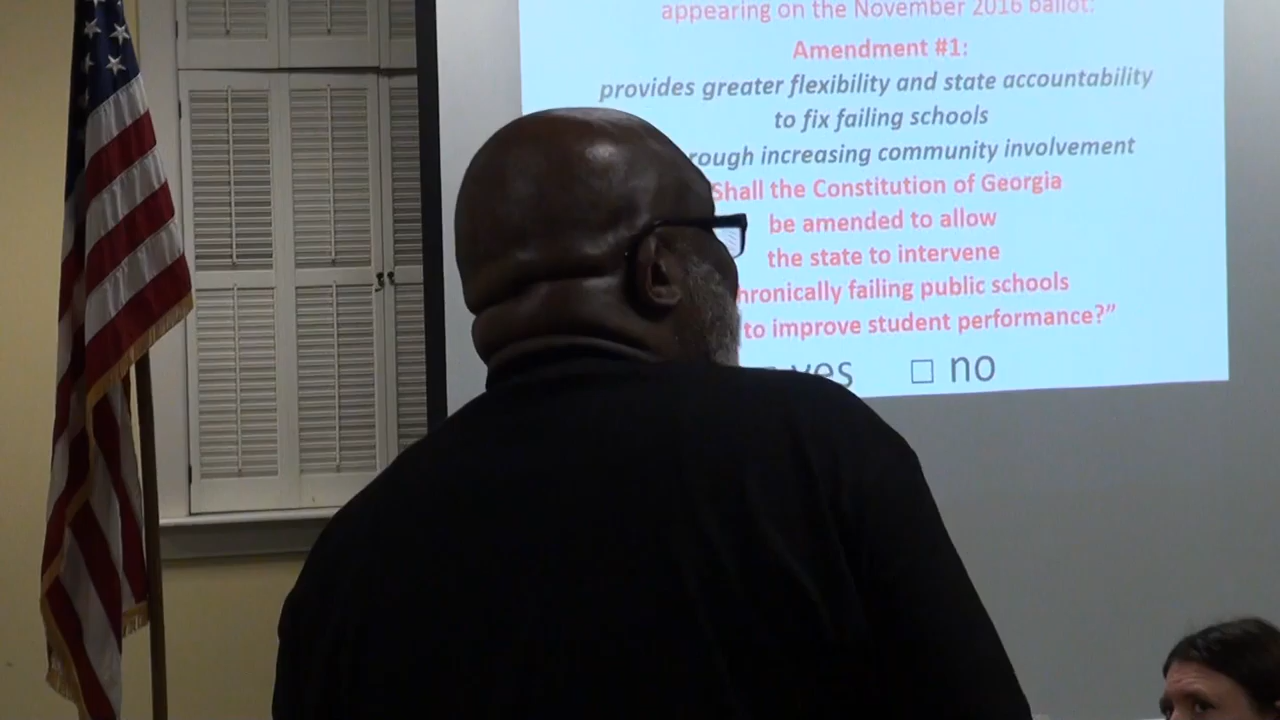 appearing on the November 2016 ballot:
Amendment #1:
provides greater flexibility and state accountability
to fix failing schools
rough increasing community involvement
Shall the Constitution of Georgia
be amended to allow
the state to intervene
hronically failing public schools
to improve student performance?”
yes □ no